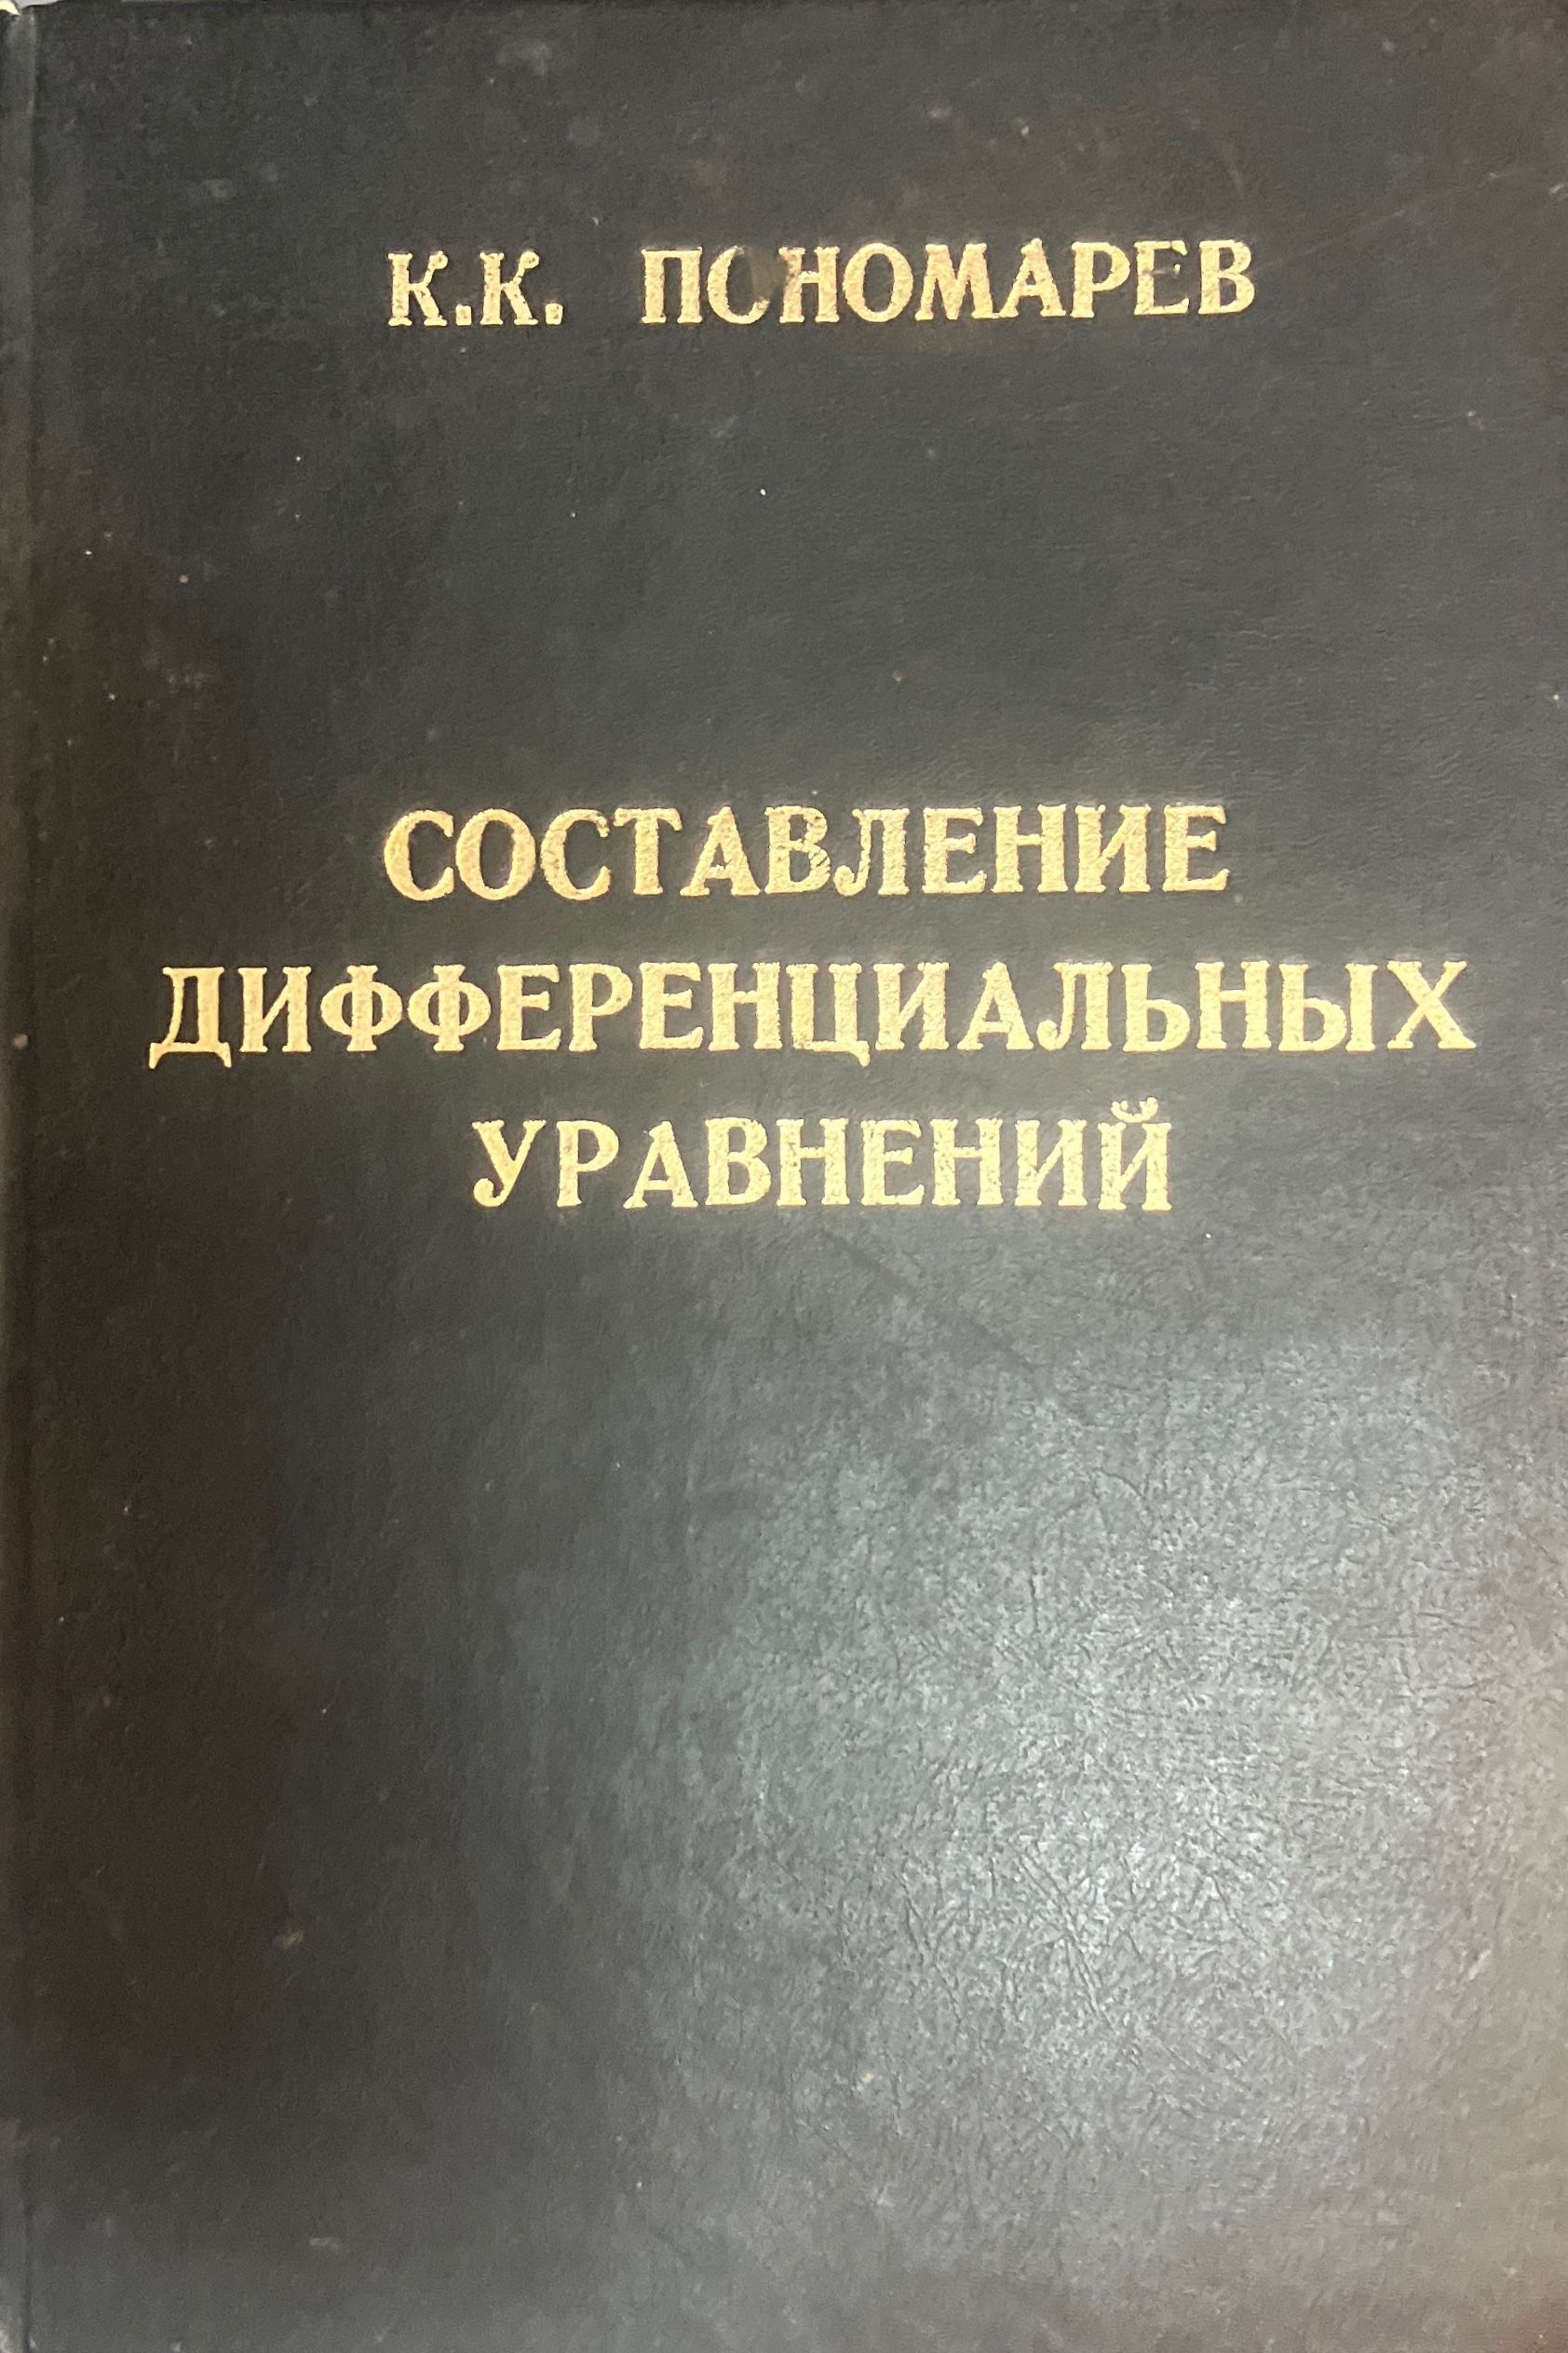 К.К. ПОНОМАРЕВ
СОСТАВЛЕНИЕ
ДИФФЕРЕНЦИАЛЬНЫХ
УРАВНЕНИЙ